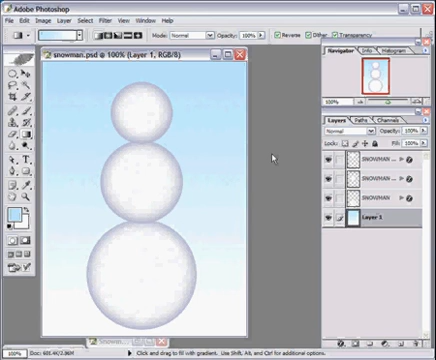 Adobe Photoshop
File Edit Image Layer Select Filter View Window Help
Mode: Normal Opacity: 100% Reverse Dither Transparency
snowman.psd @ 100% (Layer 1, RGB/8)
Navigator Info Histogram
100%
Layers Paths Channels
Normal Opacity: 100%
Lock: Fill: 100%
SNOWMAN ...
SNOWMAN ...
SNOWMAN
Layer 1
Snowm...
100% Doc: Click and drag to fill with gradient. Use Shift, Alt, and Ctrl for additional options.